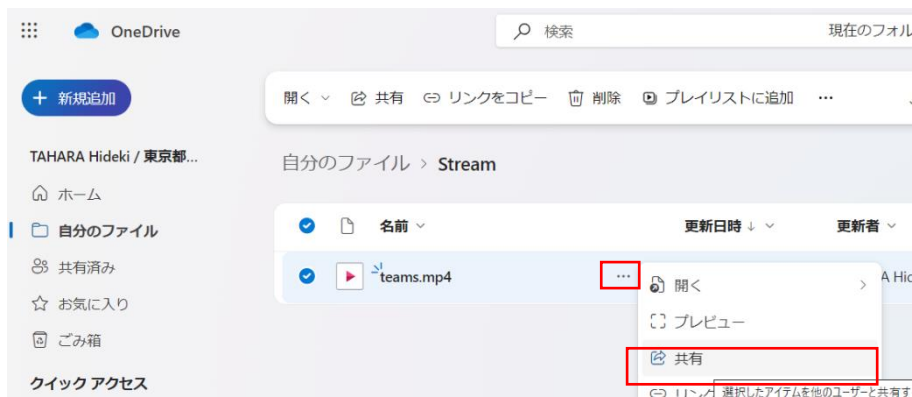 OneDrive
検索
現在のフォル
新規追加
開く 共有 リンクをコピー 削除 プレイリストに追加 …
TAHARA Hideki / 東京都...
自分のファイル > Stream
ホーム
名前 更新日時 ↓ 更新者
自分のファイル
共有済み
teams.mp4 …
開く
A Hid
お気に入り
プレビュー
ごみ箱
共有
クイック アクセス
選択したアイテムを他のユーザーと共有す